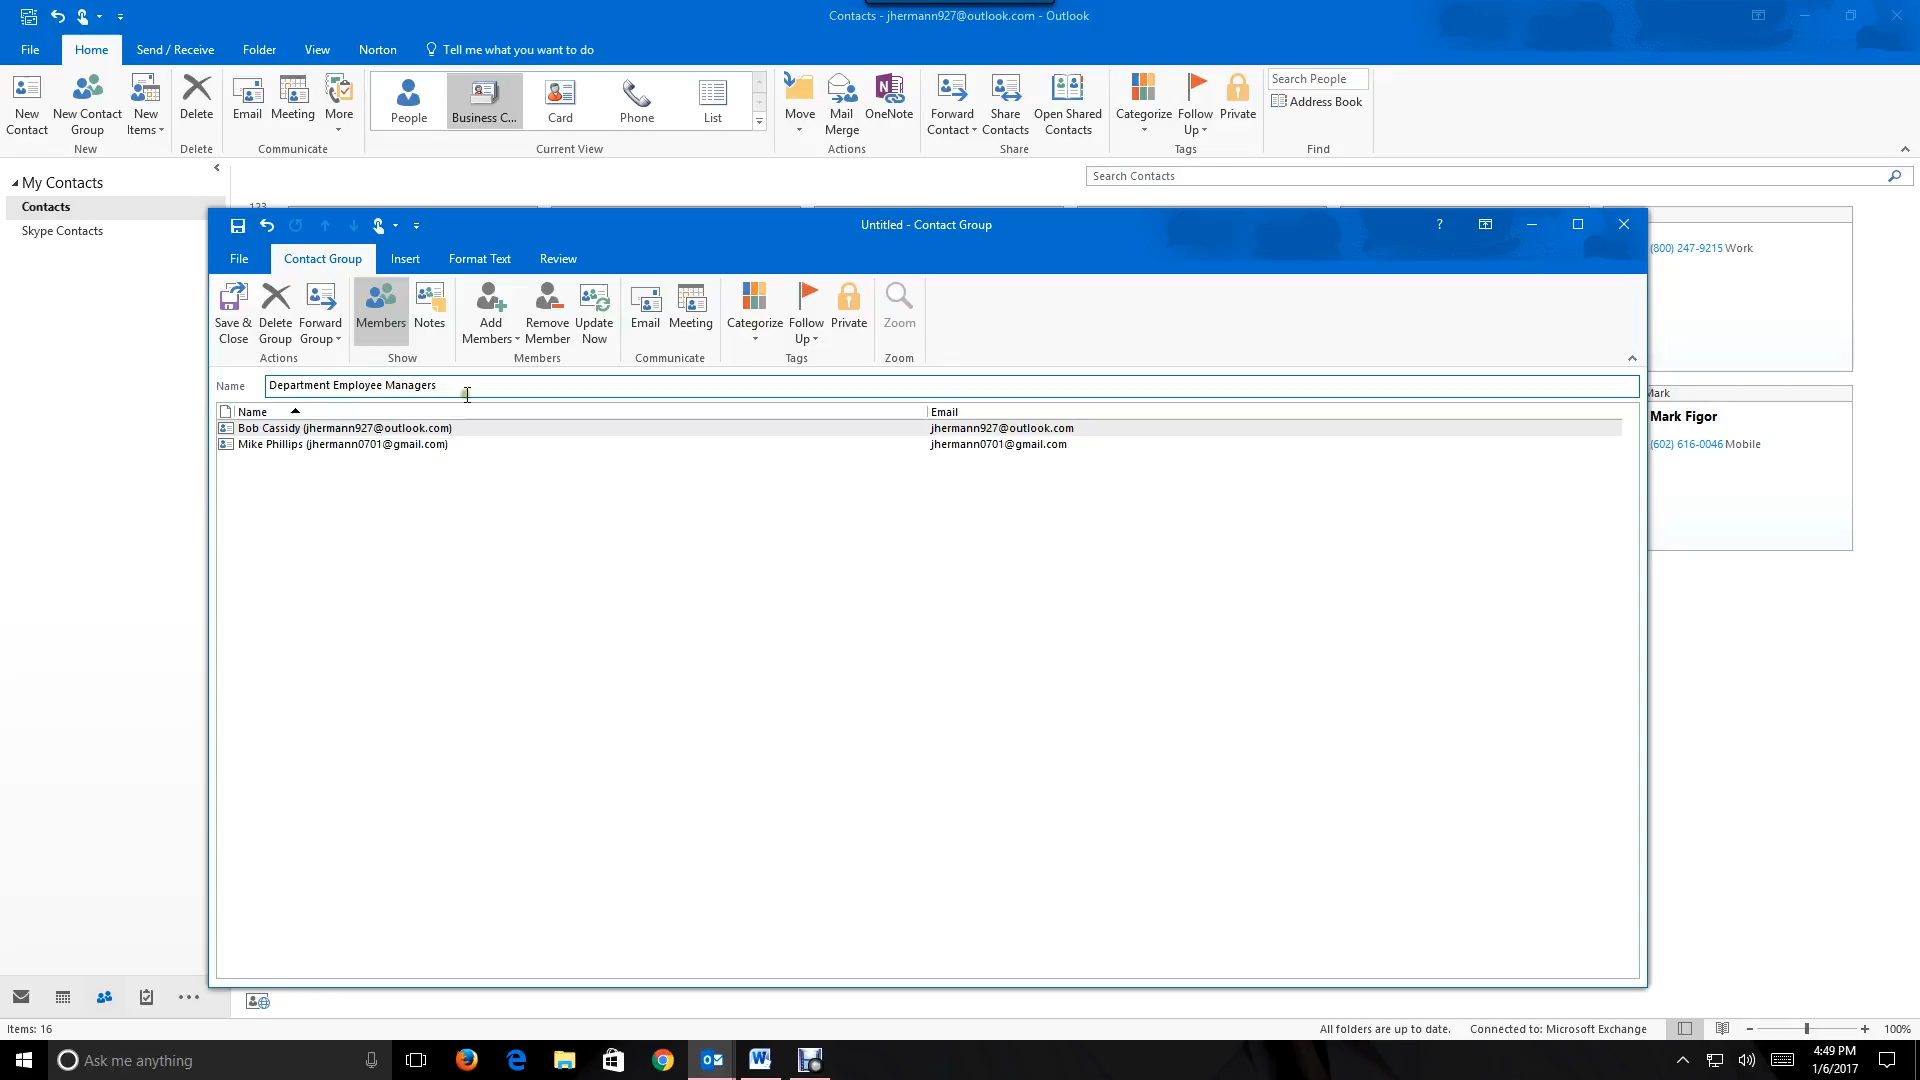 Contacts - jhermann927@outlook.com - Outlook
File Home Send / Receive Folder View Norton Tell me what you want to do
New Contact
New Contact Group
New Items
New
Delete
Delete
Email
Meeting
More
Communicate
People
Business C...
Card
Phone
List
Current View
Move
Mail Merge
OneNote
Actions
Forward Contact
Share Contacts
Open Shared Contacts
Share
Categorize
Follow Up
Private
Tags
Search People
Address Book
Find
My Contacts
Contacts
Skype Contacts
Search Contacts
123
Untitled - Contact Group
?
File Contact Group Insert Format Text Review
Save & Close
Delete Group
Forward Group
Actions
Members
Notes
Show
Add Members
Remove Member
Update Now
Members
Email
Meeting
Communicate
Categorize
Follow Up
Private
Tags
Zoom
Zoom
Name Department Employee Managers
Name Email
Bob Cassidy (jhermann927@outlook.com) jhermann927@outlook.com
Mike Phillips (jhermann0701@gmail.com) jhermann0701@gmail.com
(800) 247-9215 Work
Mark
Mark Figor
(602) 616-0046 Mobile
Items: 16
All folders are up to date. Connected to: Microsoft Exchange 100%
Ask me anything
4:49 PM
1/6/2017